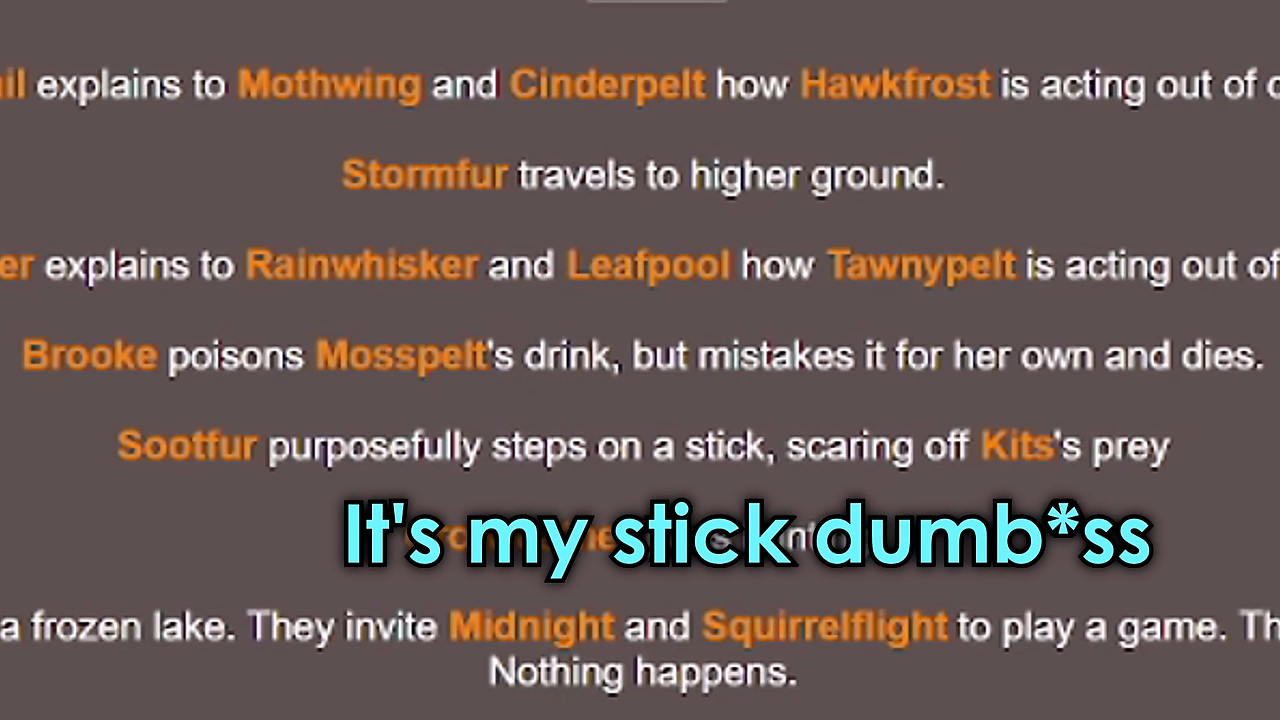 explains to Mothwing and Cinderpelt how Hawkfrost is acting out of
Stormfur travels to higher ground.
explains to Rainwhisker and Leafpool how Tawnypelt is acting out of
Brooke poisons Mosspelt's drink, but mistakes it for her own and dies.
Sootfur purposefully steps on a stick, scaring off Kits's prey
It's my stick dumb*ss
a frozen lake. They invite Midnight and Squirrelflight to play a game.
Nothing happens.